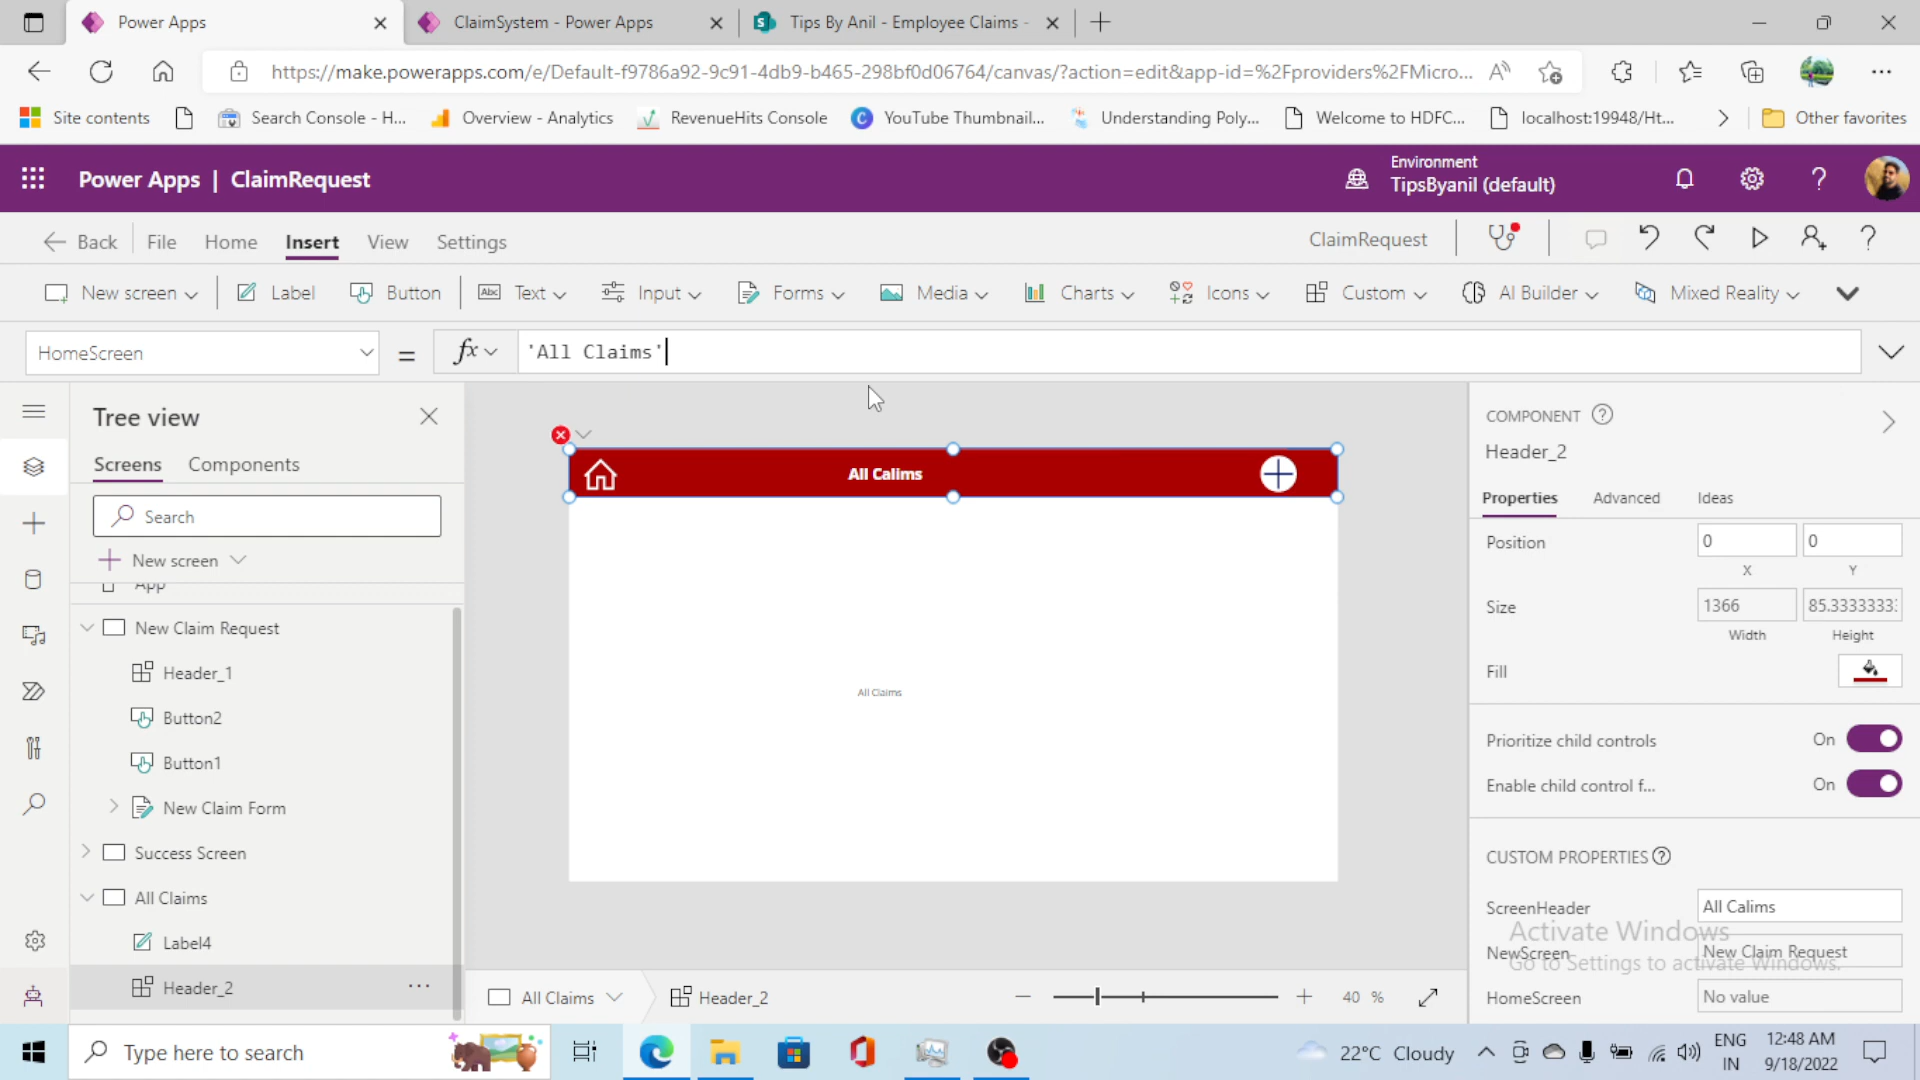 Power Apps
ClaimSystem - Power Apps
Tips By Anil - Employee Claims -
https://make.powerapps.com/e/Default-f9786a92-9c91-4db9-b465-298bf0d06764/canvas/?action=edit&app-id=%2Fproviders%2FMicro...
Site contents
Search Console - H...
Overview - Analytics
RevenueHits Console
YouTube Thumbnail...
Understanding Poly...
Welcome to HDFC...
localhost:19948/Ht...
Other favorites
Power Apps | ClaimRequest
Environment
TipsByanil (default)
Back File Home Insert View Settings
ClaimRequest
New screen Label Button Text Input Forms Media Charts Icons Custom AI Builder Mixed Reality
HomeScreen = fx 'All Claims'
Tree view
Screens Components
Search
New screen
App
New Claim Request
Header_1
Button2
Button1
New Claim Form
Success Screen
All Claims
Label4
Header_2
All Calims
All Claims
All Claims Header_2
40 %
COMPONENT
Header_2
Properties Advanced Ideas
Position 0 0
X Y
Size 1366 85.3333333:
Width Height
Fill
Prioritize child controls On
Enable child control f... On
CUSTOM PROPERTIES
ScreenHeader All Calims
Activate Windows
NewScreen New Claim Request
Go to Settings to activate Windows.
HomeScreen No value
Type here to search
22°C Cloudy
ENG
IN
12:48 AM
9/18/2022